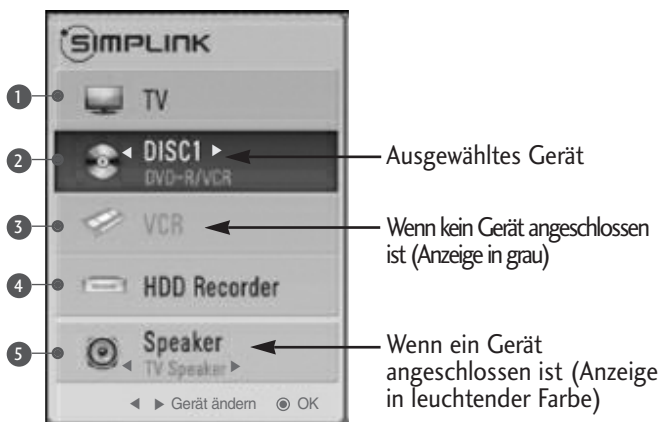 SIMPLINK
1 TV
2 ◀ DISC1 ▶ Ausgewähltes Gerät
DVD-R/VCR
3 VCR Wenn kein Gerät angeschlossen
ist (Anzeige in grau)
4 HDD Recorder
5 Speaker Wenn ein Gerät
◀ TV Speaker ▶ angeschlossen ist (Anzeige
in leuchtender Farbe)
◀ ▶ Gerät ändern ◉ OK